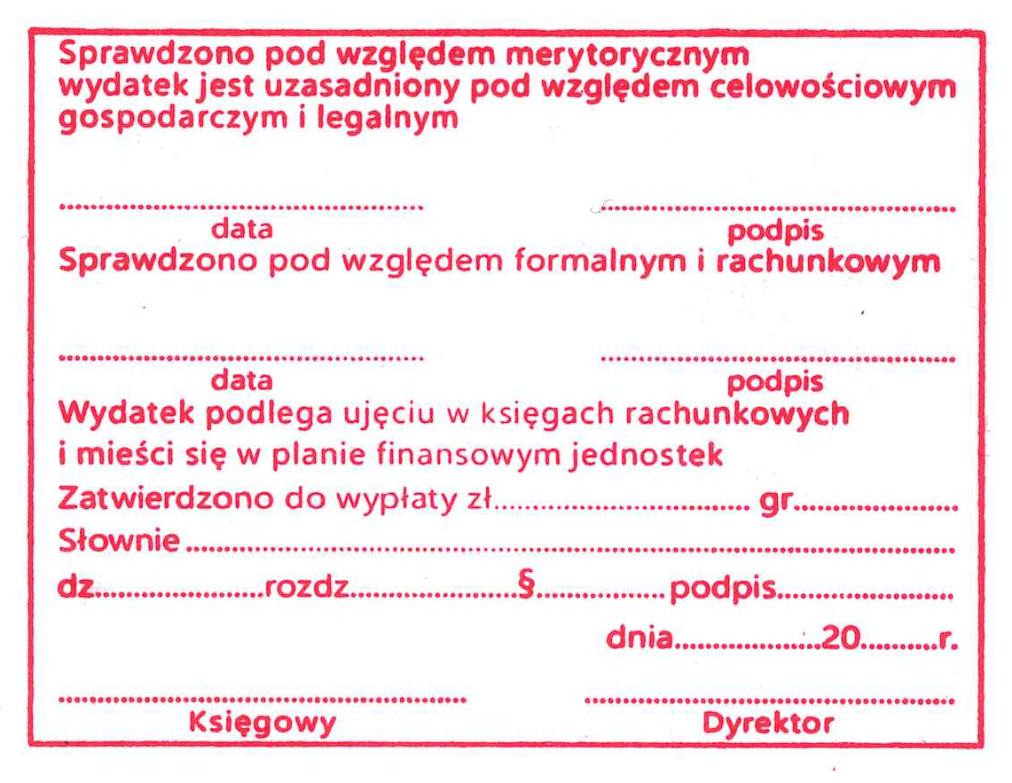 Sprawdzono pod względem merytorycznym
wydatek jest uzasadniony pod względem celowościowym
gospodarczym i legalnym
........................................ ........................................
data podpis
Sprawdzono pod względem formalnym i rachunkowym
........................................ ........................................
data podpis
Wydatek podlega ujęciu w księgach rachunkowych
i mieści się w planie finansowym jednostek
Zatwierdzono do wypłaty zł........................................ gr.........................
Słownie....................................................................................
dz.........................rozdz.........................§................... podpis.........................
dnia......................20...........r.
........................................ ........................................
Księgowy Dyrektor